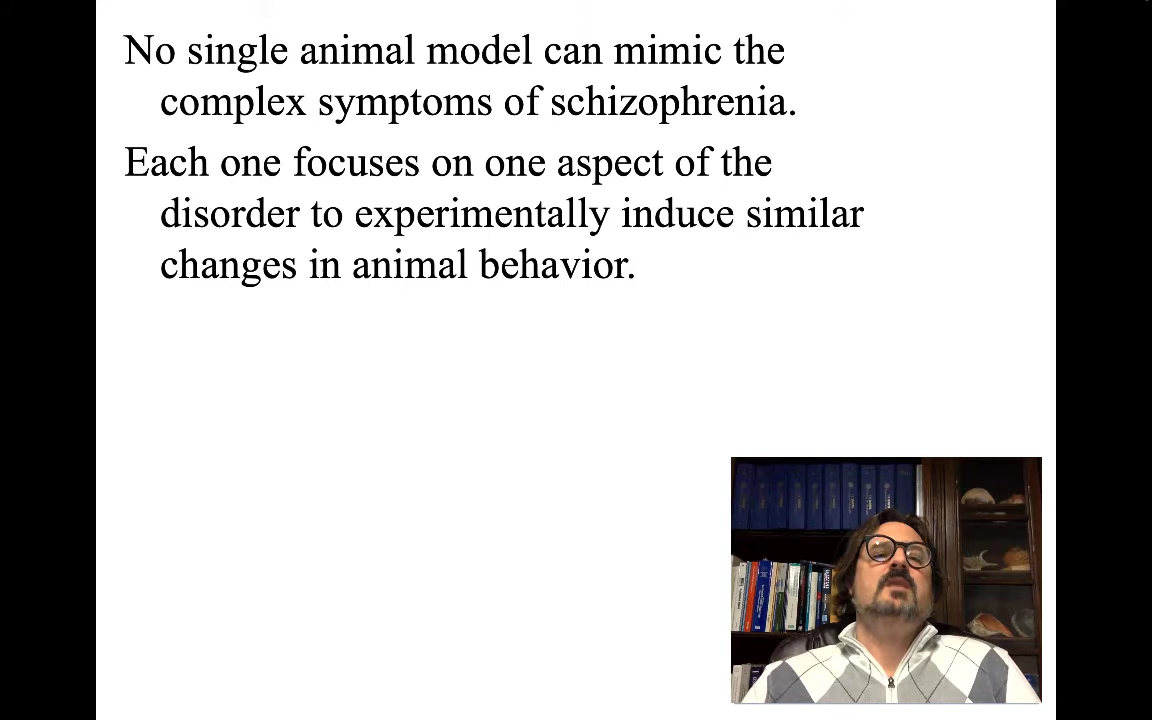 No single animal model can mimic the
complex symptoms of schizophrenia.
Each one focuses on one aspect of the
disorder to experimentally induce similar
changes in animal behavior.